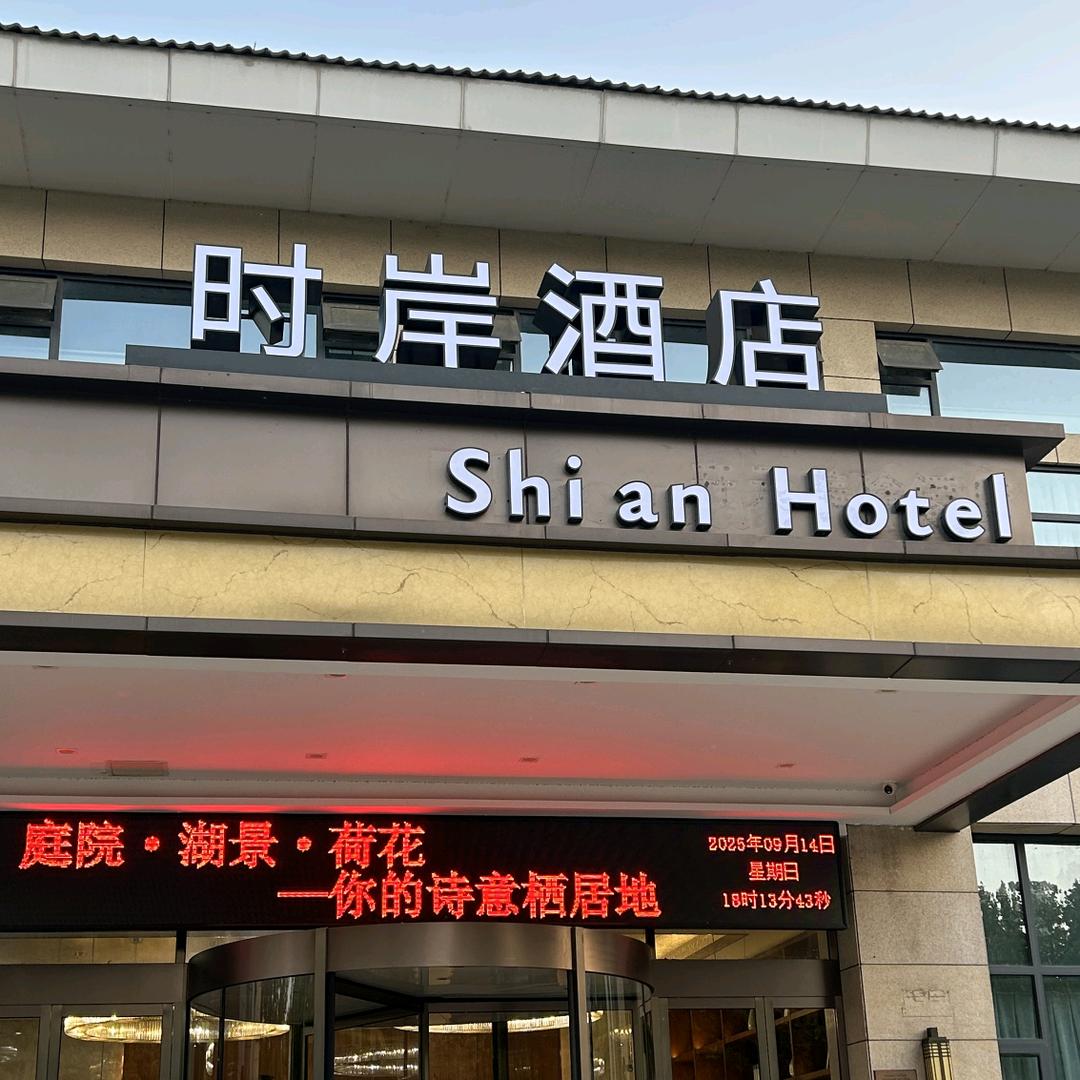 时岸酒店
Shi an Hotel
庭院·湖景·荷花
—你的诗意栖居地
2025年09月14日
星期日
18时13分43秒